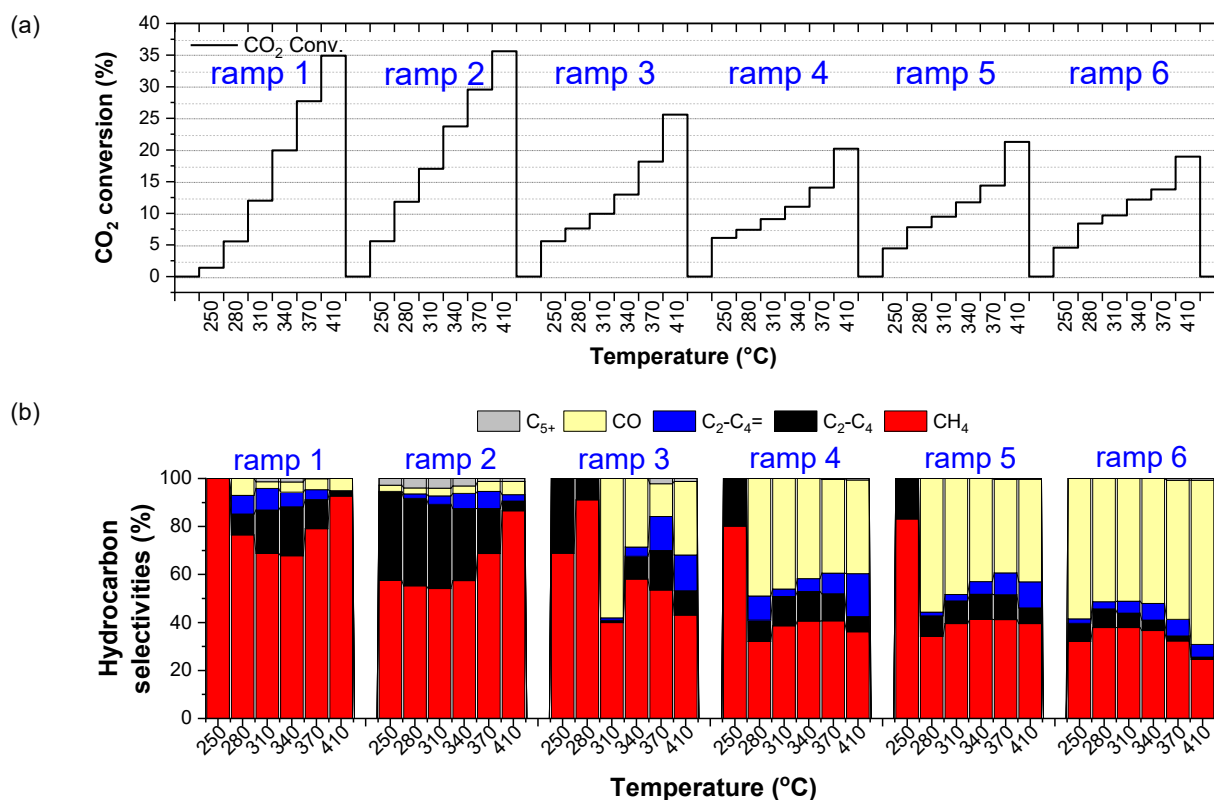 (a)
CO2 Conv.
ramp 1 ramp 2 ramp 3 ramp 4 ramp 5 ramp 6
CO2 conversion (%)
40
35
30
25
20
15
10
5
0
250 280 310 340 370 410 250 280 310 340 370 410 250 280 310 340 370 410 250 280 310 340 370 410 250 280 310 340 370 410 250 280 310 340 370 410
Temperature (°C)
(b)
C5+ CO C2-C4= C2-C4 CH4
ramp 1 ramp 2 ramp 3 ramp 4 ramp 5 ramp 6
Hydrocarbon
selectivities (%)
100
80
60
40
20
0
250 280 310 340 370 410 250 280 310 340 370 410 250 280 310 340 370 410 250 280 310 340 370 410 250 280 310 340 370 410 250 280 310 340 370 410
Temperature (°C)